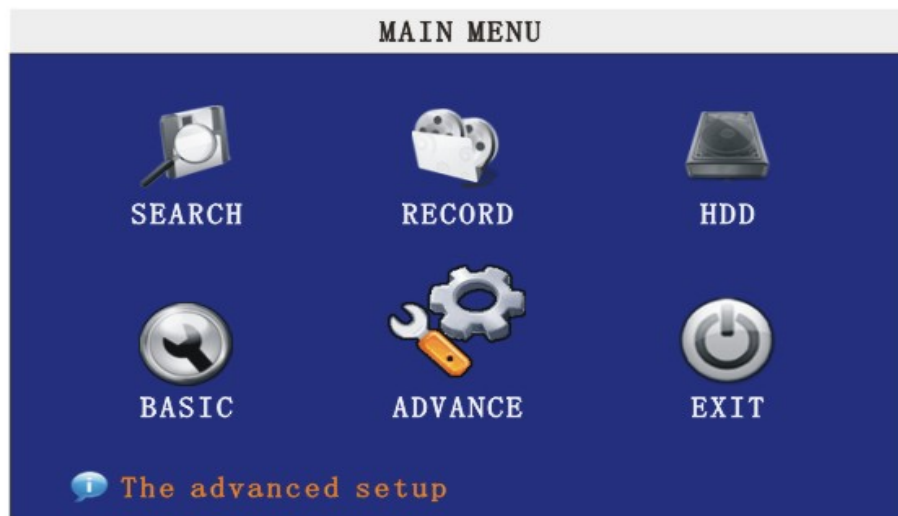 MAIN MENU
SEARCH RECORD HDD
BASIC ADVANCE EXIT
The advanced setup